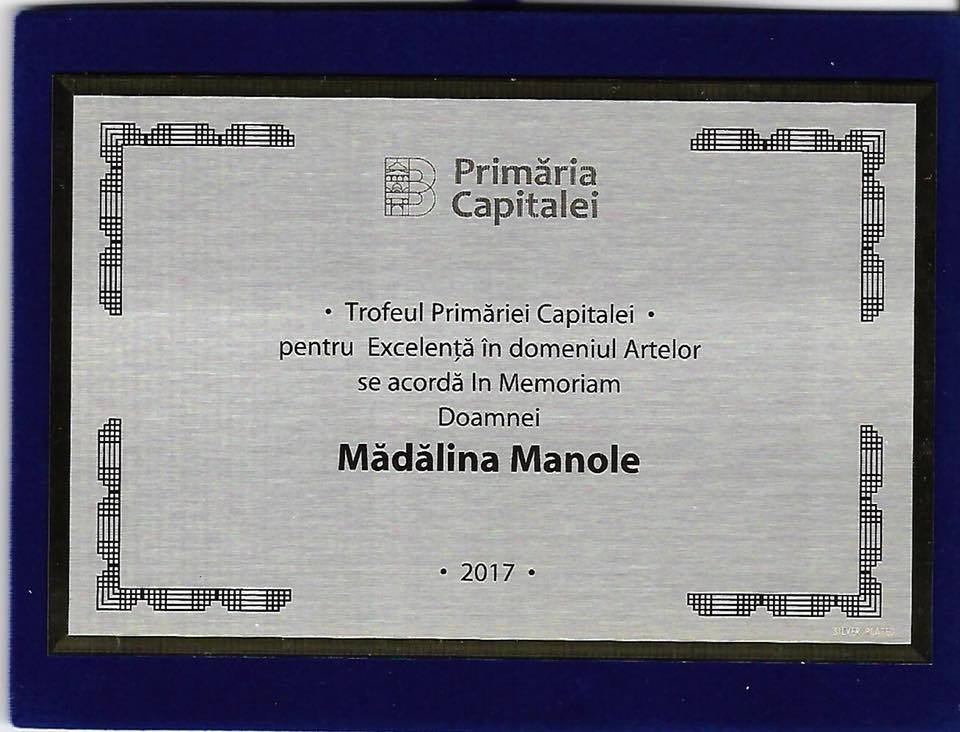 Primăria
Capitalei
• Trofeul Primăriei Capitalei •
pentru Excelență în domeniul Artelor
se acordă In Memoriam
Doamnei
Mădălina Manole
• 2017 •
SILVER PLATED